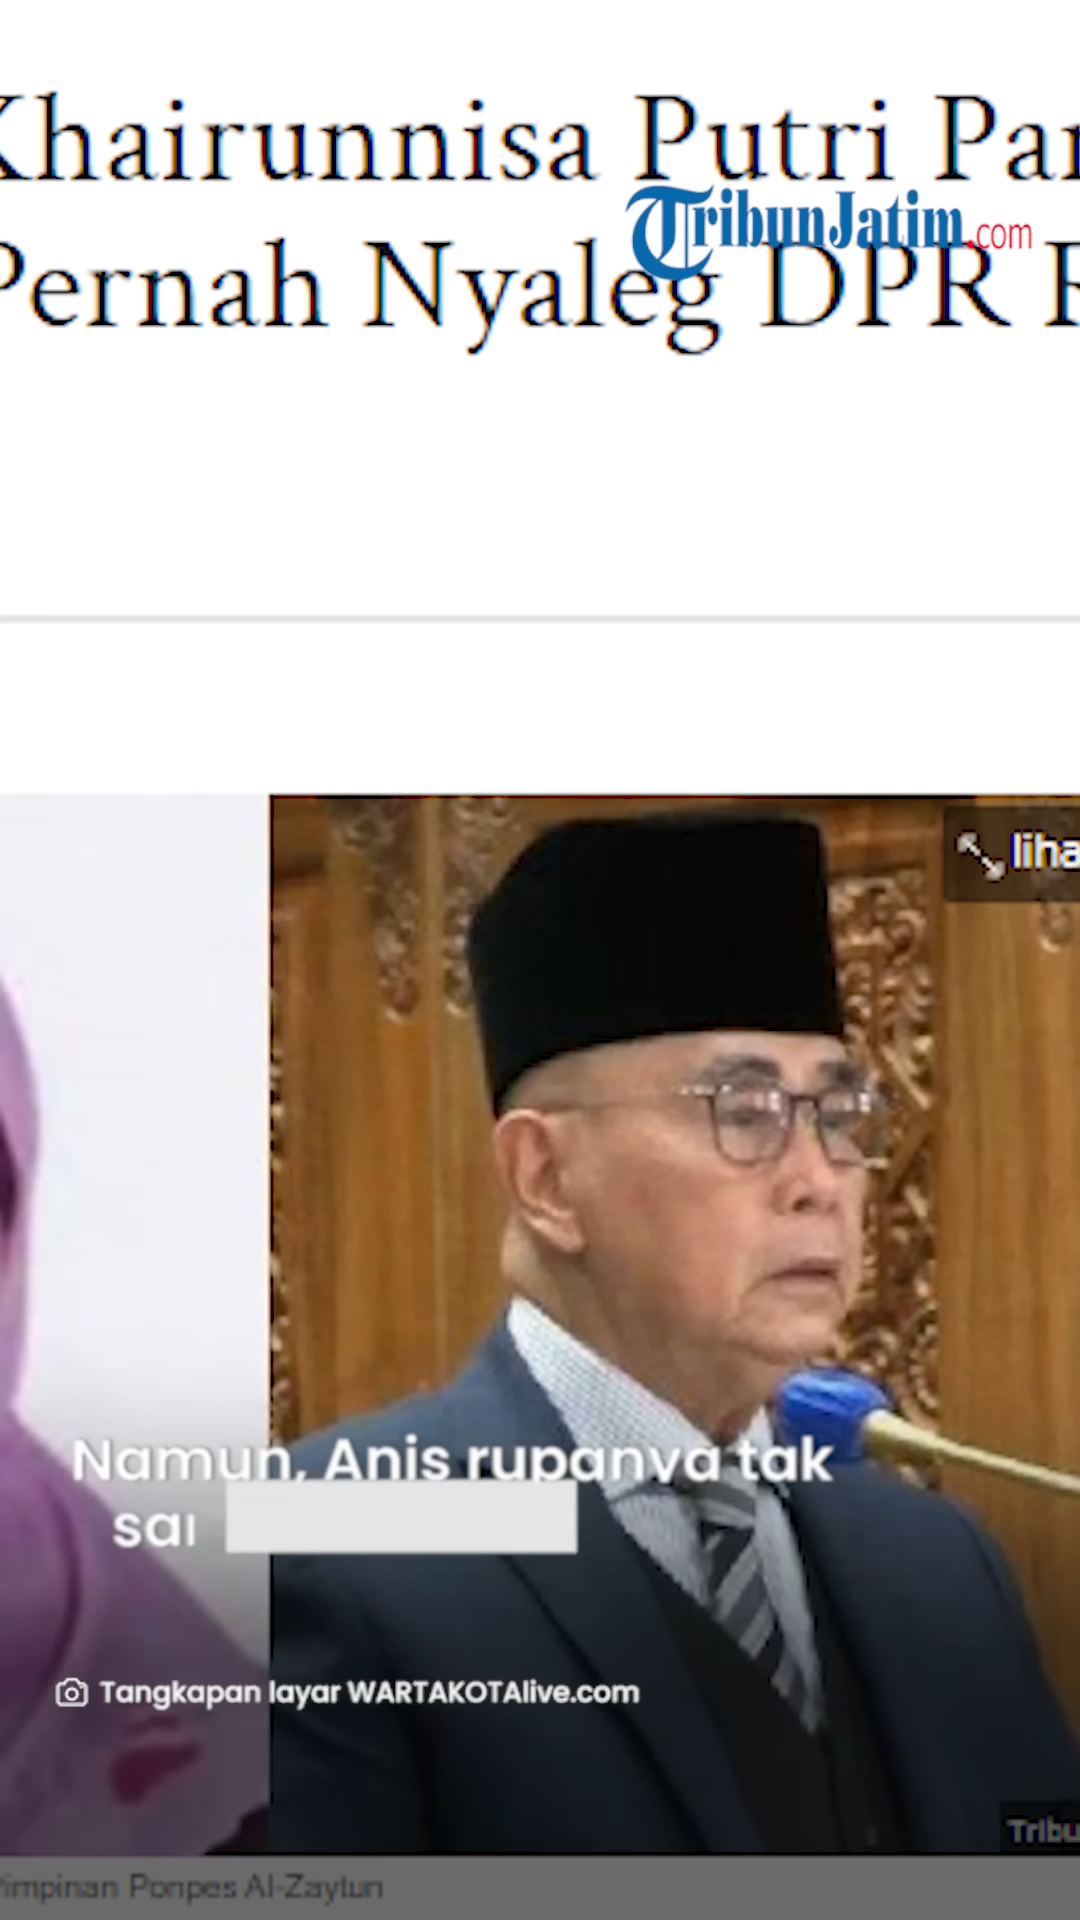 Khairunnisa Putri Pan
TribunJatim.com
Pernah Nyaleg DPR R
liha
Namun, Anis rupanya tak
sai
Tangkapan layar WARTAKOTAlive.com
Tribu
Pimpinan Ponpes Al-Zaytun